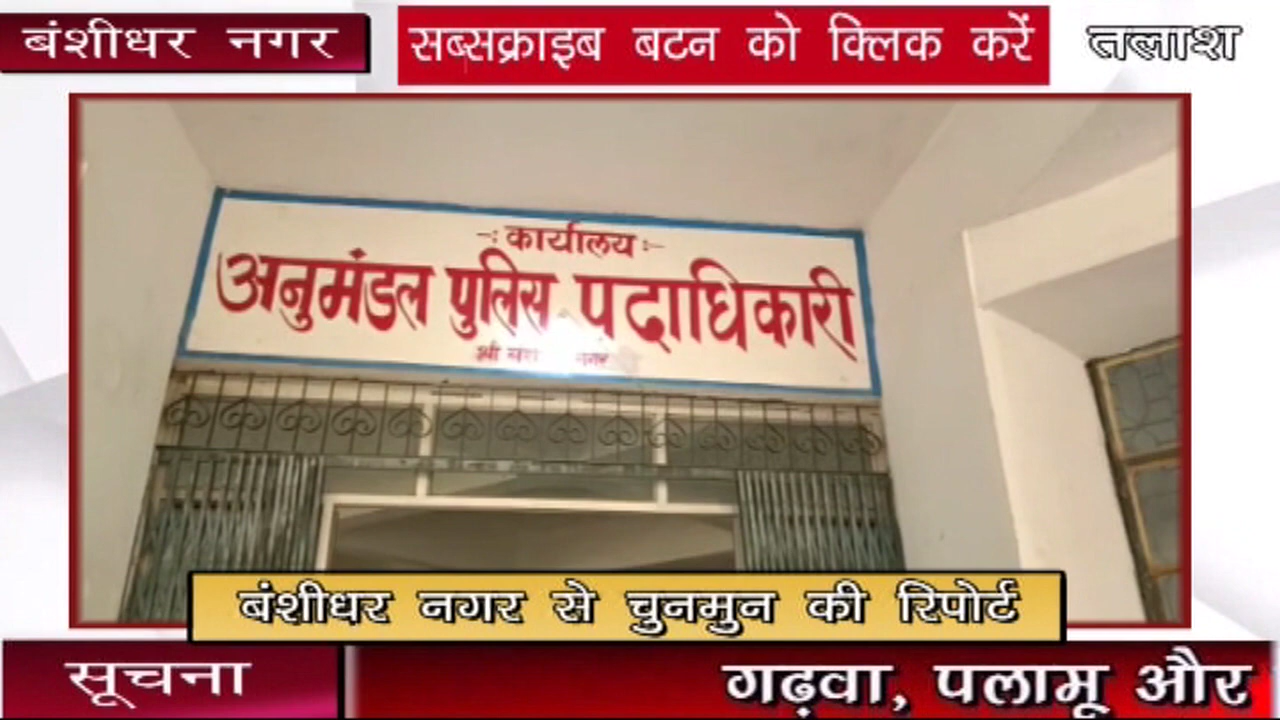 बंशीधर नगर
सब्सक्राइब बटन को क्लिक करें
तलाश
-: कार्यालय :-
अनुमंडल पुलिस पदाधिकारी
श्री नगर
बंशीधर नगर से चुनमुन की रिपोर्ट
सूचना
गढ़वा, पलामू और